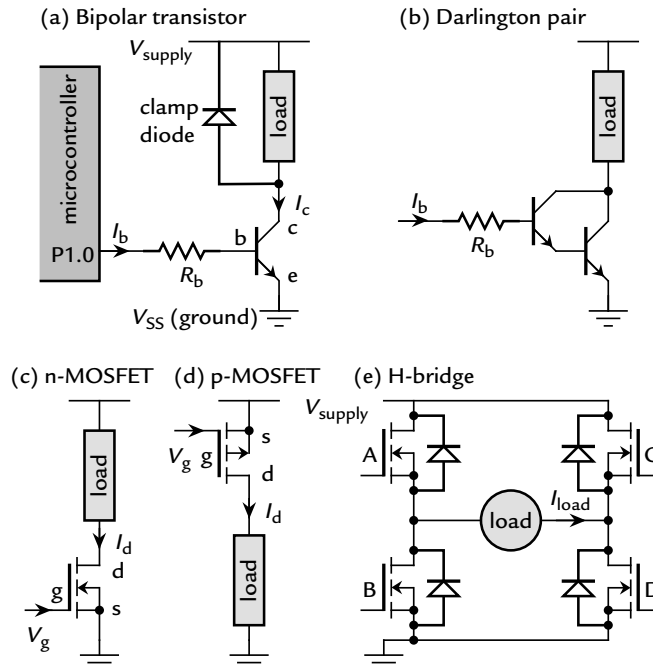 (a) Bipolar transistor
V_supply
microcontroller
clamp
diode
load
I_c
c
P1.0
I_b
R_b
b
e
V_SS (ground)
(b) Darlington pair
load
I_b
R_b
(c) n-MOSFET
load
I_d
d
g
s
V_g
(d) p-MOSFET
s
V_g
g
d
I_d
load
(e) H-bridge
V_supply
A
C
load
I_load
B
D